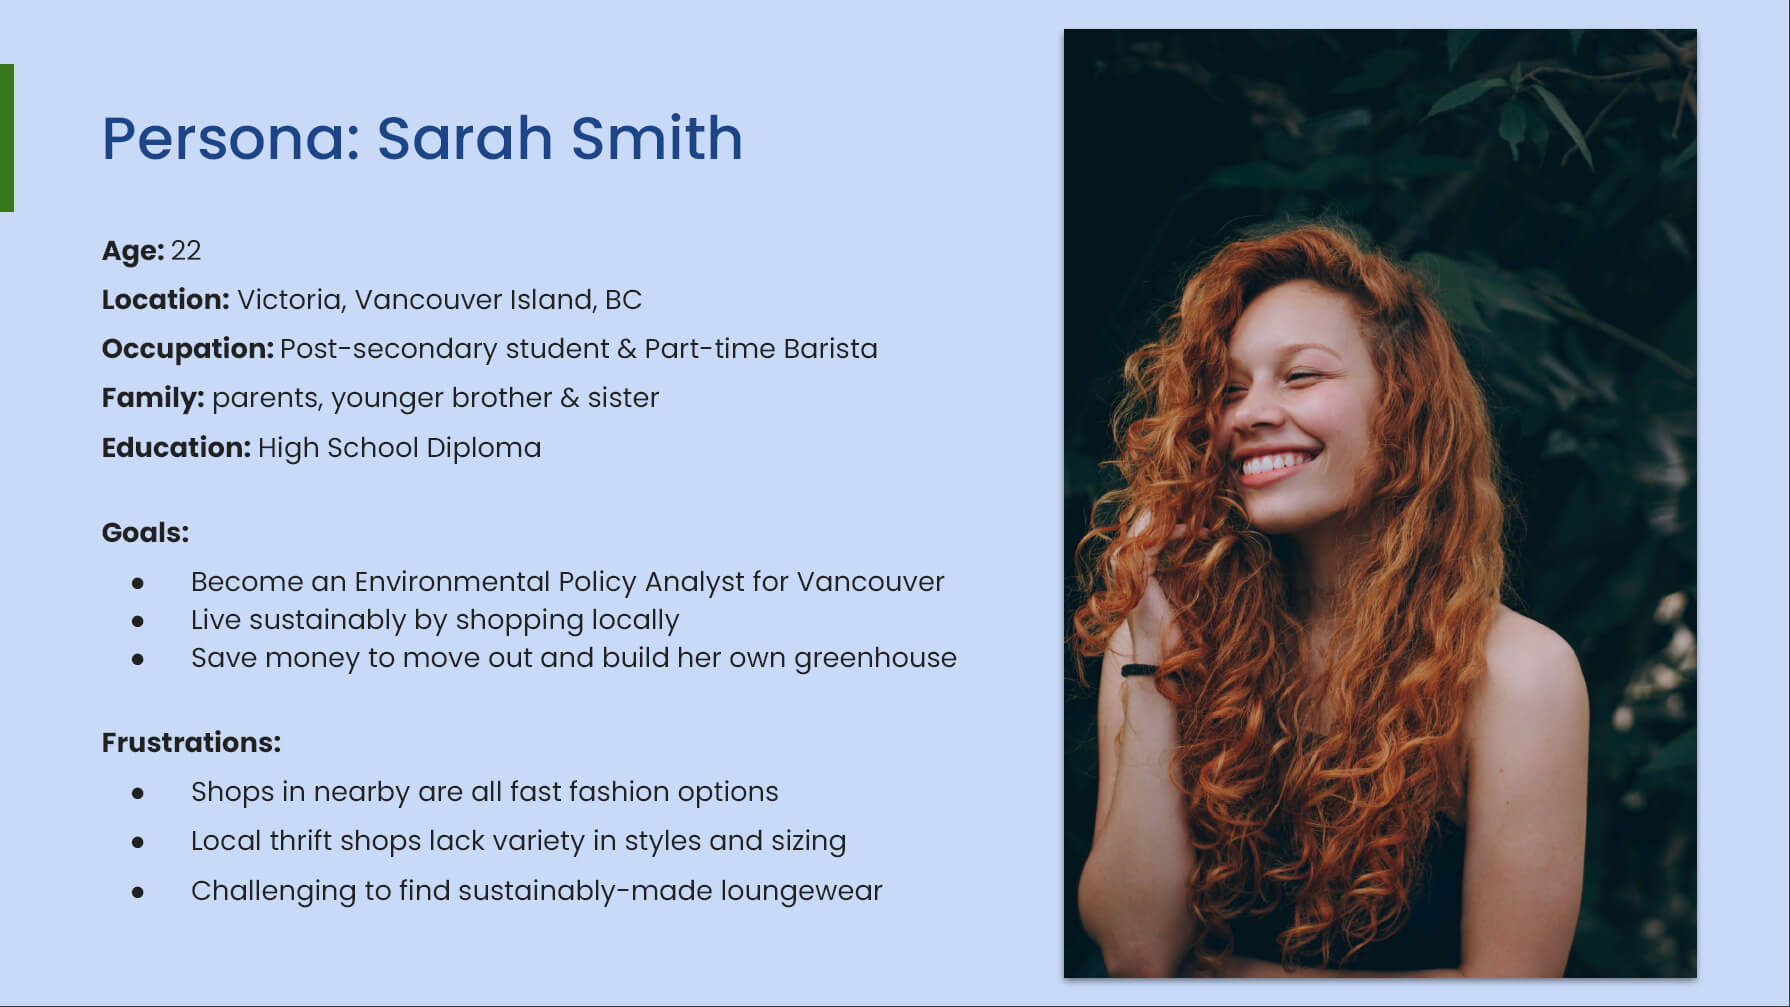 Persona: Sarah Smith
Age: 22
Location: Victoria, Vancouver Island, BC
Occupation: Post-secondary student & Part-time Barista
Family: parents, younger brother & sister
Education: High School Diploma
Goals:
● Become an Environmental Policy Analyst for Vancouver
● Live sustainably by shopping locally
● Save money to move out and build her own greenhouse
Frustrations:
● Shops in nearby are all fast fashion options
● Local thrift shops lack variety in styles and sizing
● Challenging to find sustainably-made loungewear